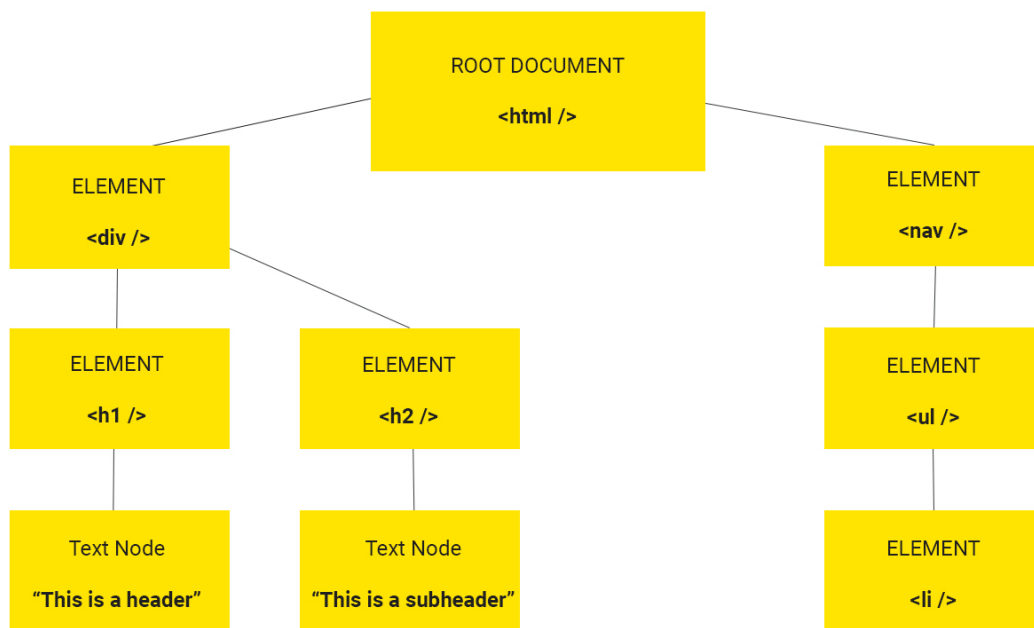 ROOT DOCUMENT
<html />
ELEMENT
<div />
ELEMENT
<nav />
ELEMENT
<h1 />
ELEMENT
<h2 />
ELEMENT
<ul />
Text Node
“This is a header”
Text Node
“This is a subheader”
ELEMENT
<li />